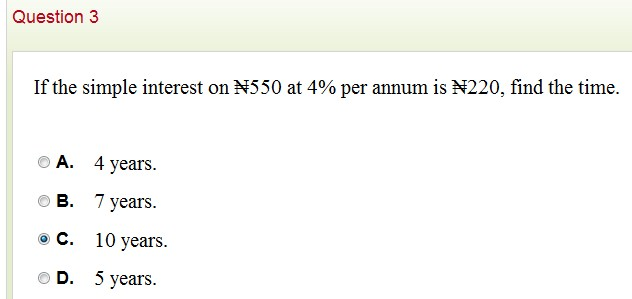 Question 3
If the simple interest on ₦550 at 4% per annum is ₦220, find the time.
A. 4 years.
B. 7 years.
C. 10 years.
D. 5 years.